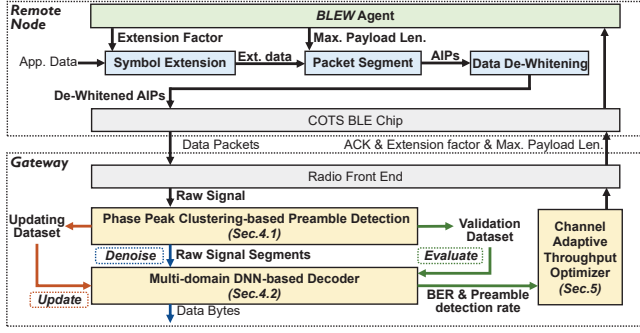 Remote
Node
BLEW Agent
Extension Factor
Max. Payload Len.
App. Data
Symbol Extension
Ext. data
Packet Segment
AIPs
Data De-Whitening
De-Whitened AIPs
COTS BLE Chip
Data Packets
ACK & Extension factor & Max. Payload Len.
Gateway
Radio Front End
Raw Signal
Updating
Dataset
Phase Peak Clustering-based Preamble Detection
(Sec.4.1)
Validation
Dataset
Channel
Adaptive
Throughput
Optimizer
(Sec.5)
Denoise
Raw Signal Segments
Evaluate
Multi-domain DNN-based Decoder
(Sec.4.2)
Update
BER & Preamble
detection rate
Data Bytes